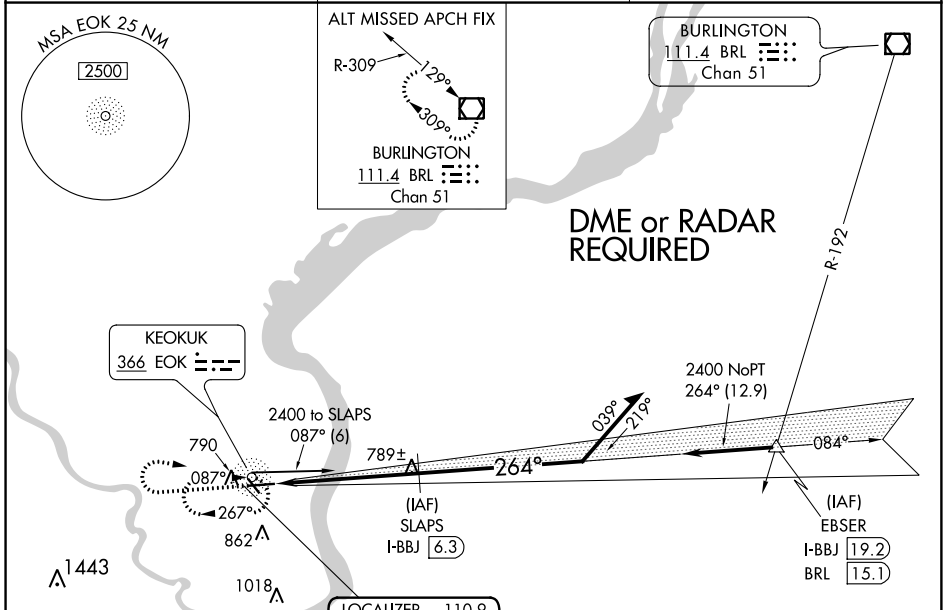 MSA EOK 25 NM
2500
ALT MISSED APCH FIX
R-309
129°
309°
BURLINGTON
111.4 BRL
Chan 51
BURLINGTON
111.4 BRL
Chan 51
DME or RADAR
REQUIRED
R-192
KEOKUK
366 EOK
2400 to SLAPS
087° (6)
790
087°
267°
862
1443
1018
789±
264°
039°
219°
2400 NoPT
264° (12.9)
084°
(IAF)
SLAPS
I-BBJ 6.3
(IAF)
EBSER
I-BBJ 19.2
BRL 15.1
LOCALIZER 110.9